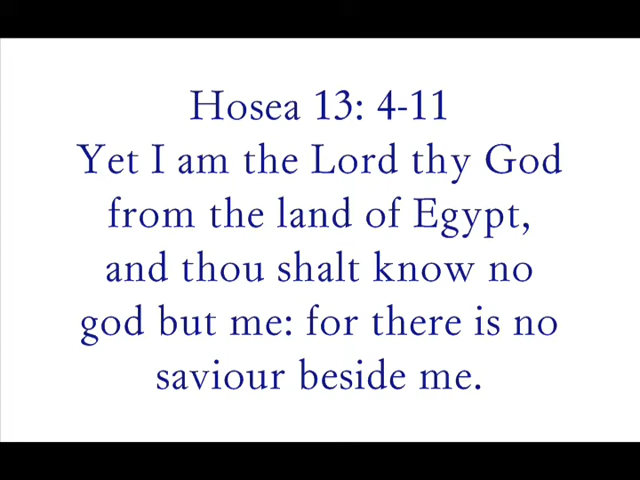 Hosea 13: 4-11
Yet I am the Lord thy God
from the land of Egypt,
and thou shalt know no
god but me: for there is no
saviour beside me.